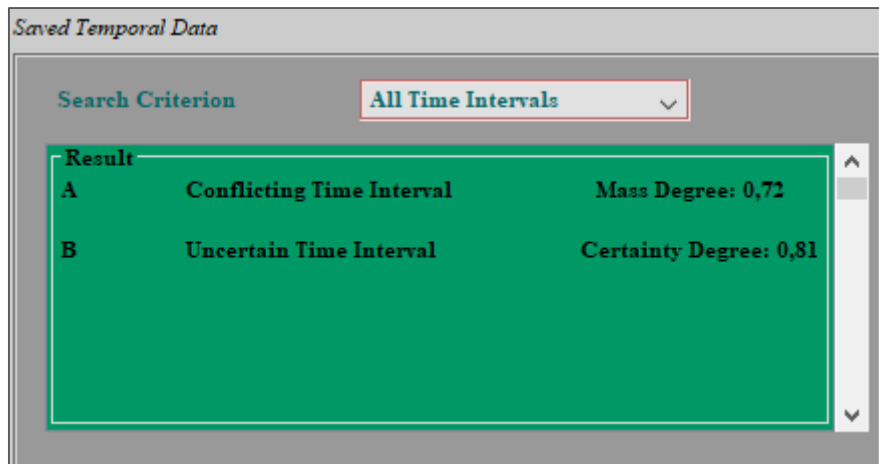 Saved Temporal Data
Search Criterion All Time Intervals
Result
A Conflicting Time Interval Mass Degree: 0,72
B Uncertain Time Interval Certainty Degree: 0,81